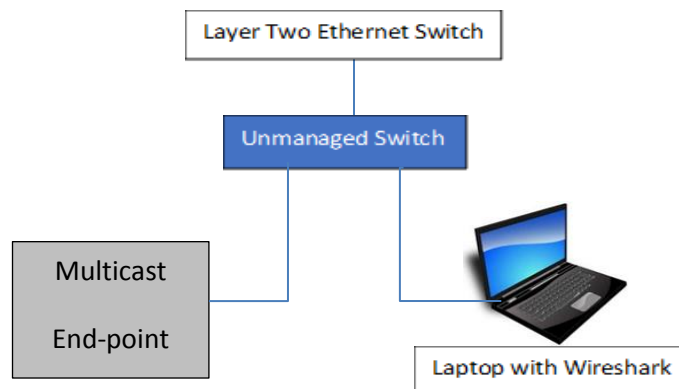 Layer Two Ethernet Switch
Unmanaged Switch
Multicast
End-point
Laptop with Wireshark